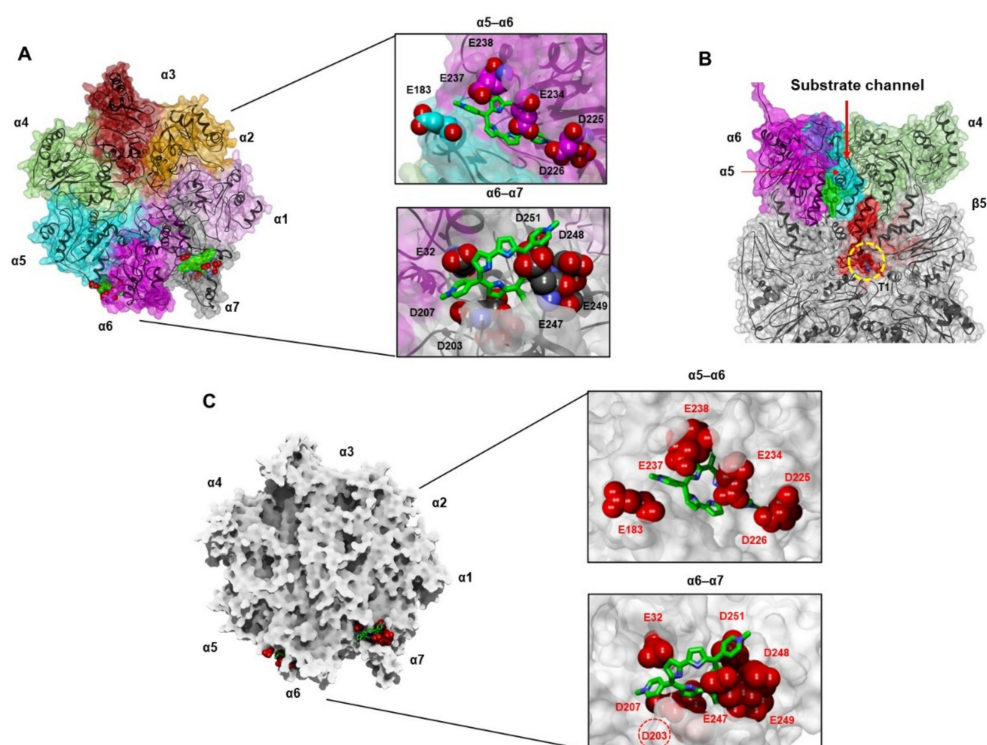 α5–α6
A
α3
E238
E237
E183
E234
D225
D226
α4
α2
α6–α7
α1
D251
D248
E32
α5
D207
E249
E247
D203
α6
α7
B
Substrate channel
α6
α4
α5
β5
T1
C
α5–α6
E238
E234
E237
D225
E183
D226
α3
α4
α2
α1
α6–α7
E32
D251
D248
α5
α7
D207
E247
E249
D203
α6